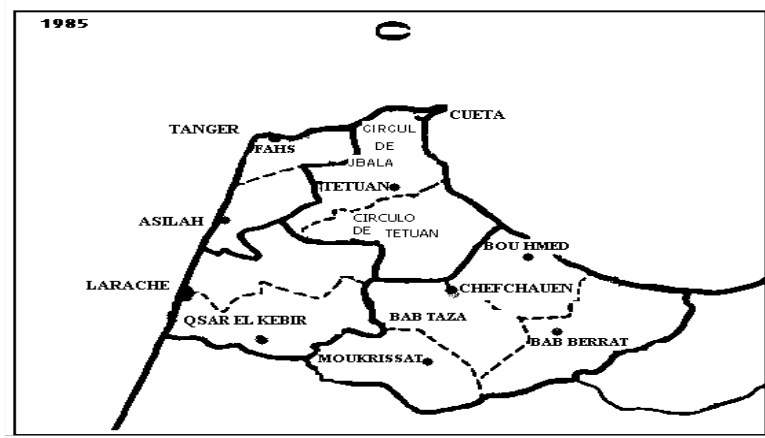 1985
C
CUETA
TANGER
CIRCUL
DE
JBALA
FAHS
TETUAN
ASILAH
CIRCULO
DE TETUAN
BOU HMED
LARACHE
CHEFCHAUEN
QSAR EL KEBIR
BAB TAZA
BAB BERRAT
MOUKRISSAT